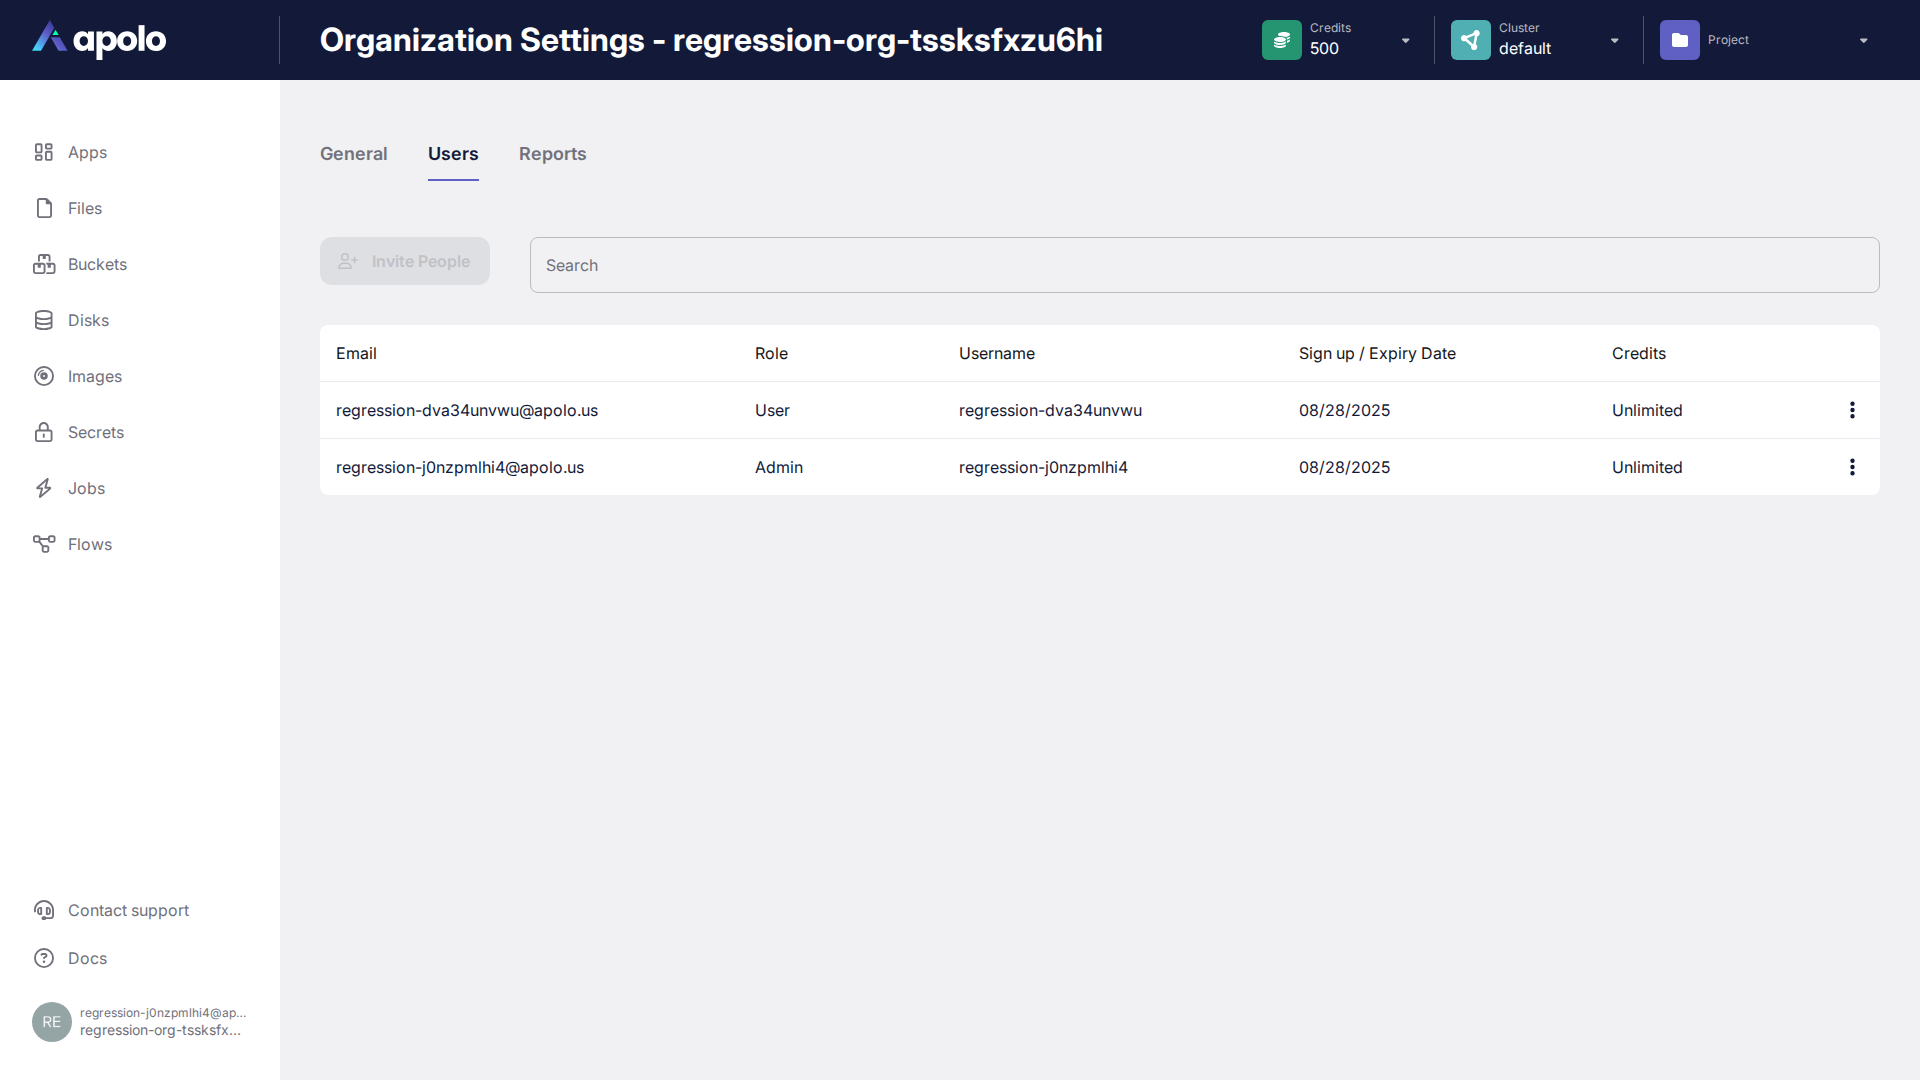 apolo
Organization Settings - regression-org-tssksfxzu6hi
Credits
500
Cluster
default
Project
Apps
Files
Buckets
Disks
Images
Secrets
Jobs
Flows
General Users Reports
Invite People
Search
Email Role Username Sign up / Expiry Date Credits
regression-dva34unvwu@apolo.us User regression-dva34unvwu 08/28/2025 Unlimited
regression-j0nzpmlhi4@apolo.us Admin regression-j0nzpmlhi4 08/28/2025 Unlimited
Contact support
Docs
RE
regression-j0nzpmlhi4@ap...
regression-org-tssksfx...